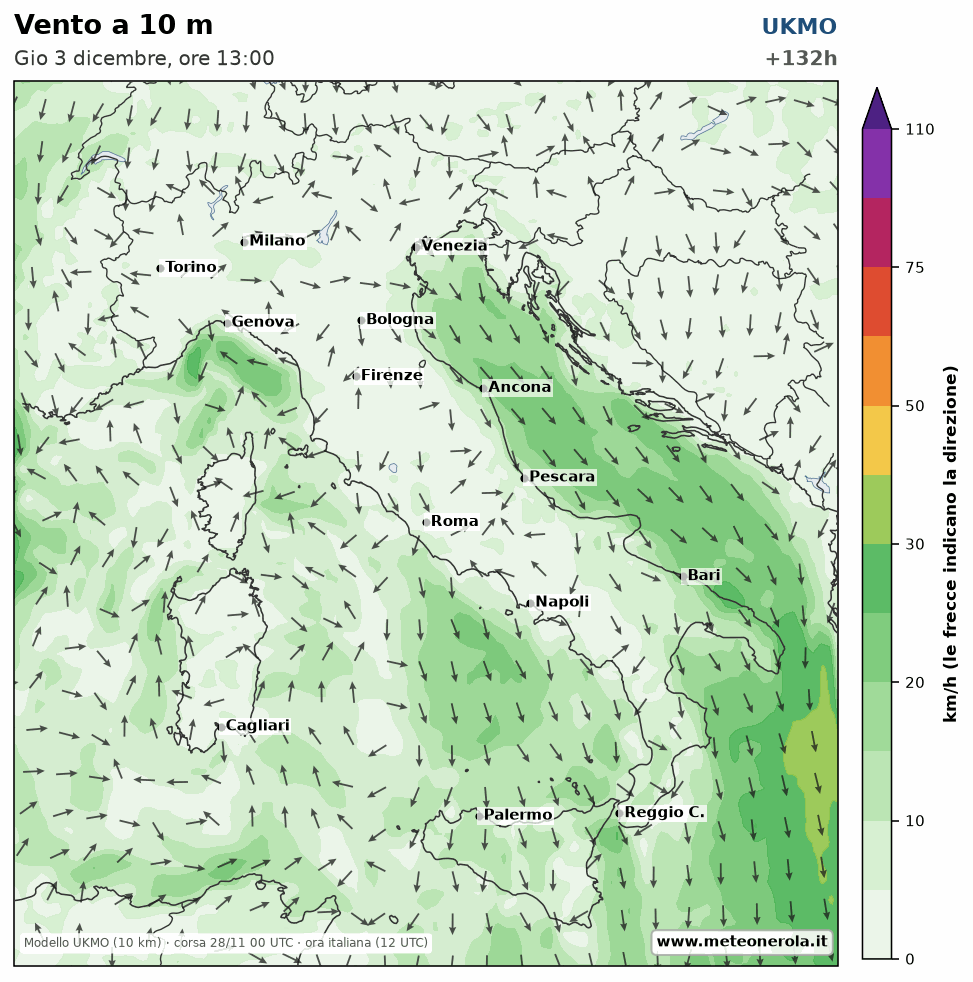 Vento a 10 m
UKMO
Gio 3 dicembre, ore 13:00
+132h
Milano
Venezia
Torino
Genova
Bologna
Firenze
Ancona
Pescara
Roma
Bari
Napoli
Cagliari
Palermo
Reggio C.
Modello UKMO (10 km) · corsa 28/11 00 UTC · ora italiana (12 UTC)
www.meteonerola.it
110
75
50
30
20
10
0
km/h (le frecce indicano la direzione)